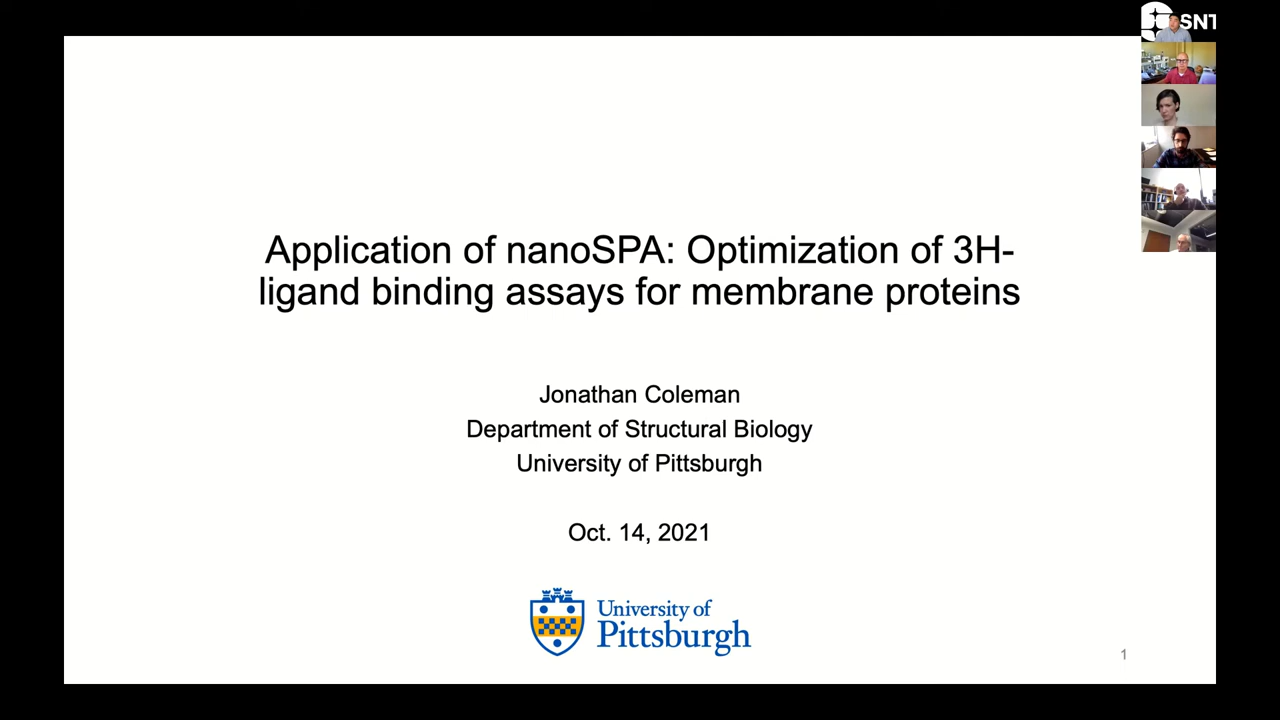 SNT
Application of nanoSPA: Optimization of 3H-
ligand binding assays for membrane proteins
Jonathan Coleman
Department of Structural Biology
University of Pittsburgh
Oct. 14, 2021
University of
Pittsburgh
1